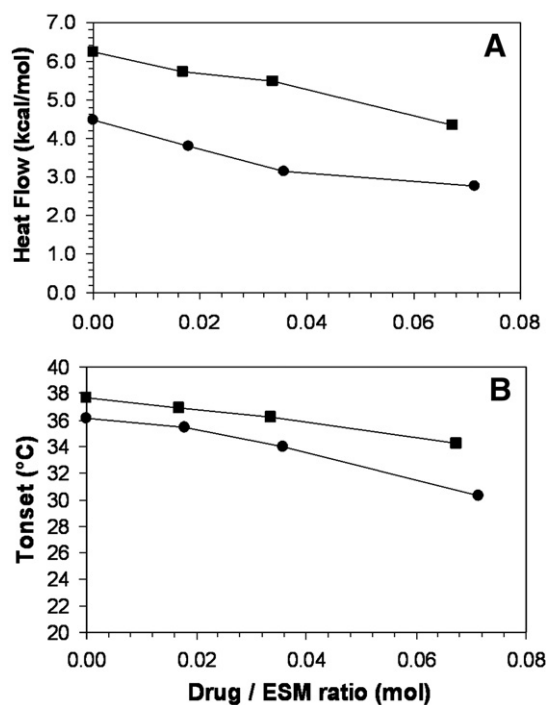 A
Heat Flow (kcal/mol)
7.0
6.0
5.0
4.0
3.0
2.0
1.0
0.0
0.00 0.02 0.04 0.06 0.08
B
Tonset (°C)
40
38
36
34
32
30
28
26
24
22
20
0.00 0.02 0.04 0.06 0.08
Drug / ESM ratio (mol)